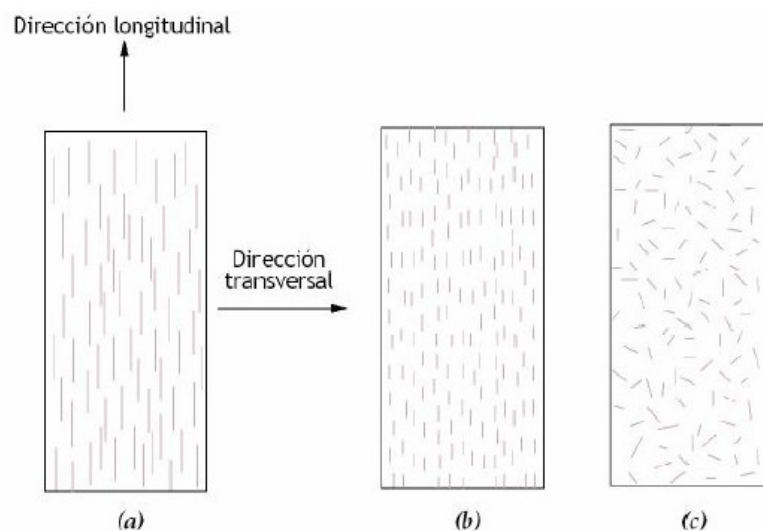 Dirección longitudinal
Dirección
transversal
(a)
(b)
(c)